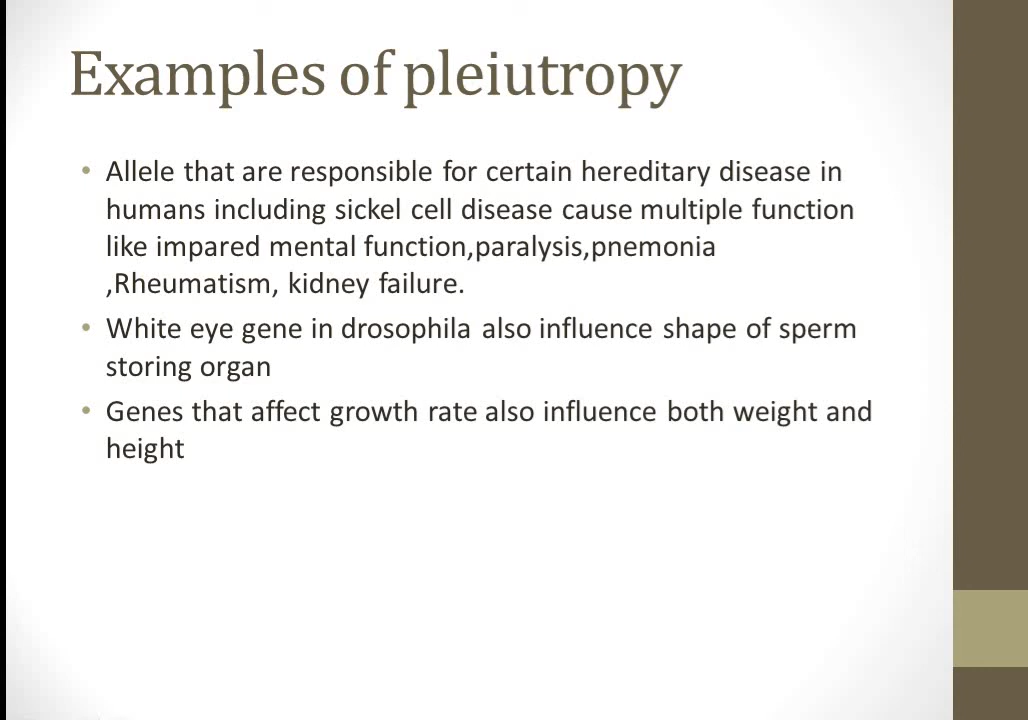 Examples of pleiutropy
• Allele that are responsible for certain hereditary disease in
humans including sickel cell disease cause multiple function
like impared mental function,paralysis,pnemonia
,Rheumatism, kidney failure.
• White eye gene in drosophila also influence shape of sperm
storing organ
• Genes that affect growth rate also influence both weight and
height